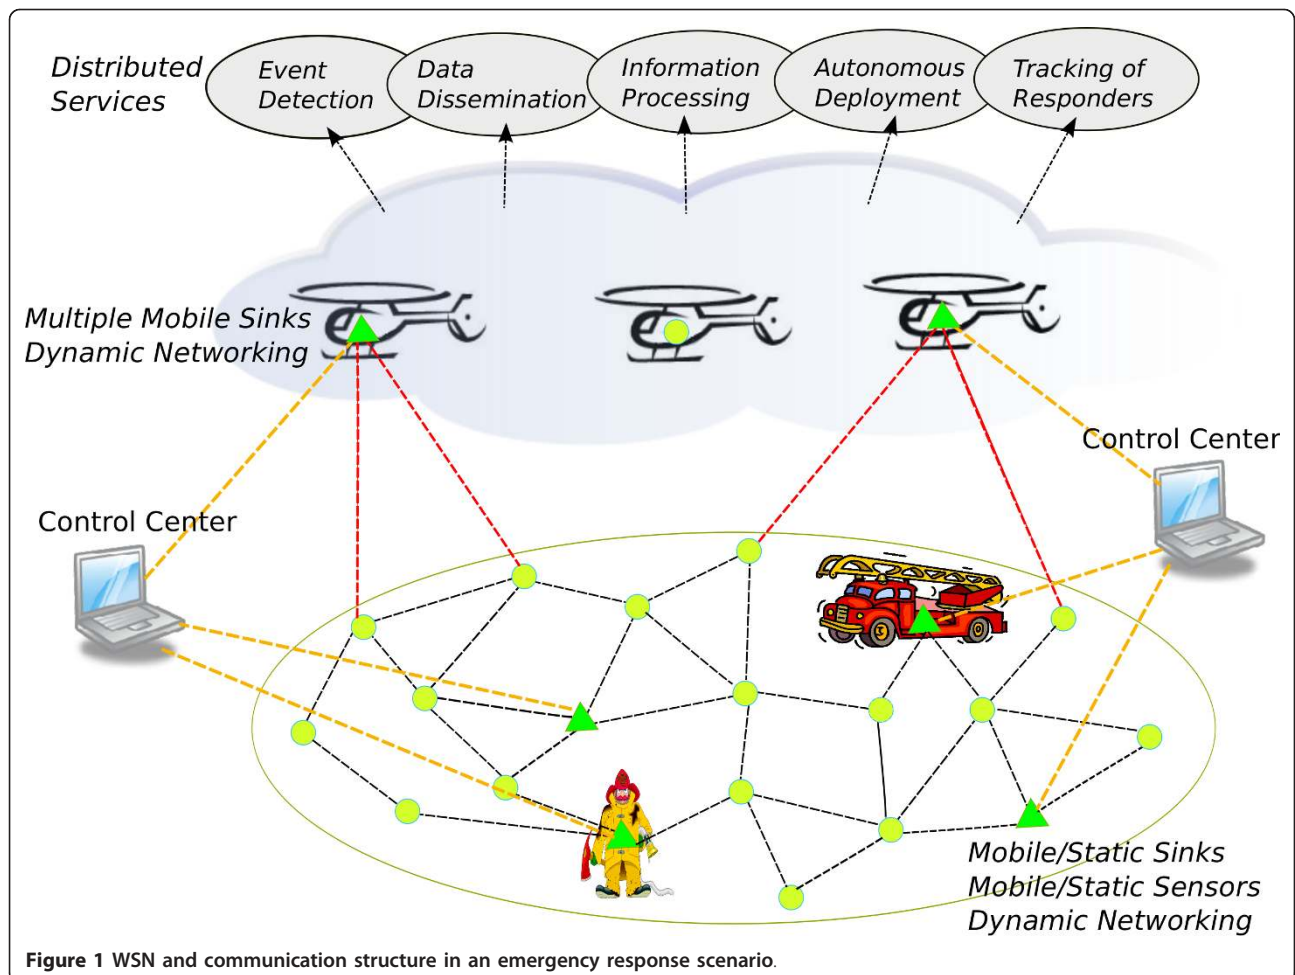 Distributed
Services
Event
Detection
Data
Dissemination
Information
Processing
Autonomous
Deployment
Tracking of
Responders
Multiple Mobile Sinks
Dynamic Networking
Control Center
Control Center
Mobile/Static Sinks
Mobile/Static Sensors
Dynamic Networking
Figure 1 WSN and communication structure in an emergency response scenario.